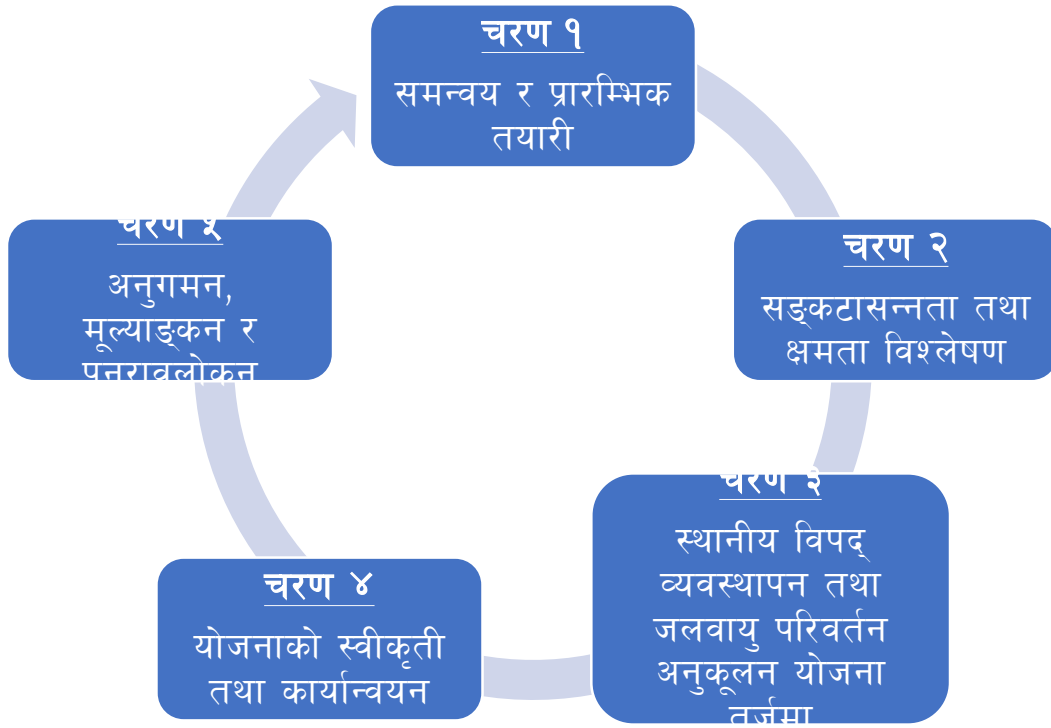 चरण १
समन्वय र प्रारम्भिक
तयारी
चरण २
सङ्कटासन्नता तथा
क्षमता विश्लेषण
चरण ३
स्थानीय विपद्
व्यवस्थापन तथा
जलवायु परिवर्तन
अनुकूलन योजना
तर्जुमा
चरण ४
योजनाको स्वीकृती
तथा कार्यान्वयन
चरण ५
अनुगमन,
मूल्याङ्कन र
पुनरावलोकन